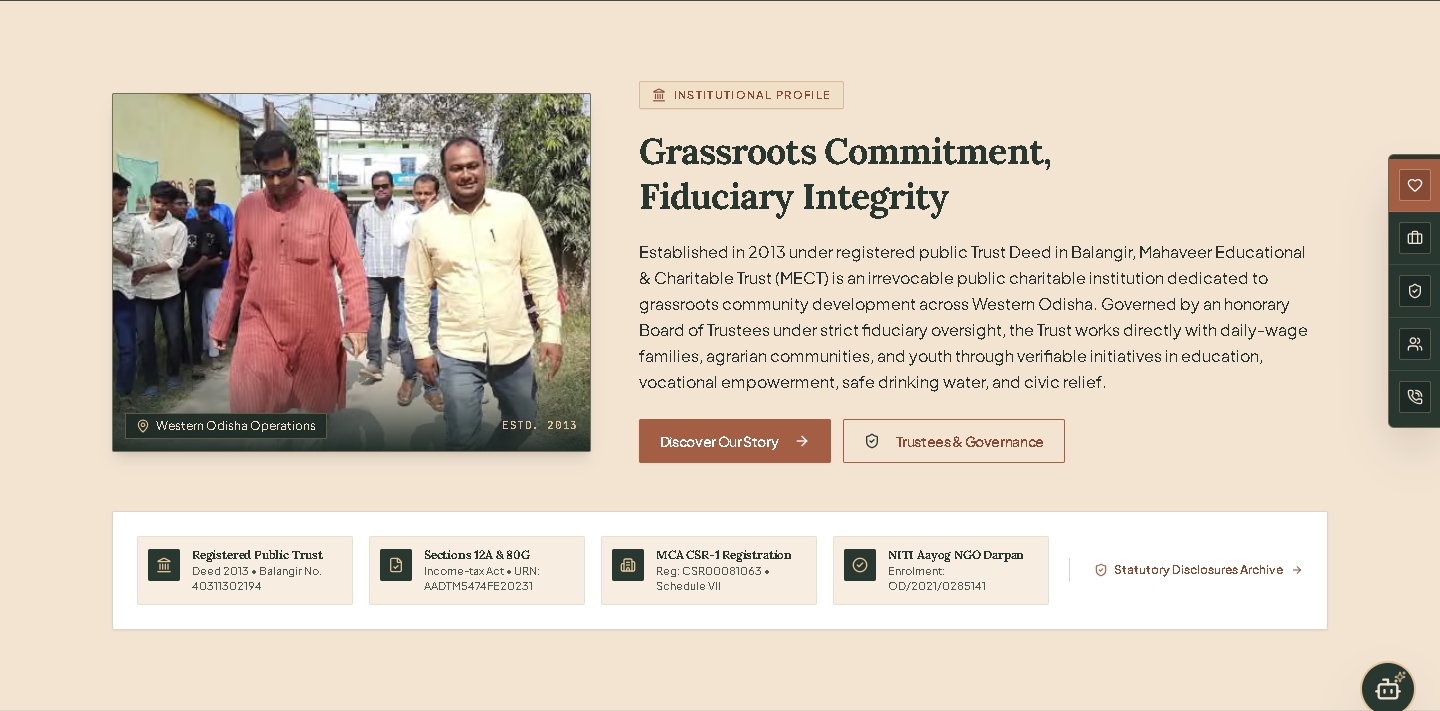 INSTITUTIONAL PROFILE
Grassroots Commitment,
Fiduciary Integrity
Established in 2013 under registered public Trust Deed in Balangir, Mahaveer Educational
& Charitable Trust (MECT) is an irrevocable public charitable institution dedicated to
grassroots community development across Western Odisha. Governed by an honorary
Board of Trustees under strict fiduciary oversight, the Trust works directly with daily-wage
families, agrarian communities, and youth through verifiable initiatives in education,
vocational empowerment, safe drinking water, and civic relief.
Western Odisha Operations
ESTD. 2013
Discover Our Story
Trustees & Governance
Registered Public Trust
Deed 2013 • Balangir No.
40311302194
Sections 12A & 80G
Income-tax Act • URN:
AADTM5474FE20231
MCA CSR-1 Registration
Reg: CSR00081063 •
Schedule VII
NITI Aayog NGO Darpan
Enrolment:
OD/2021/0285141
Statutory Disclosures Archive